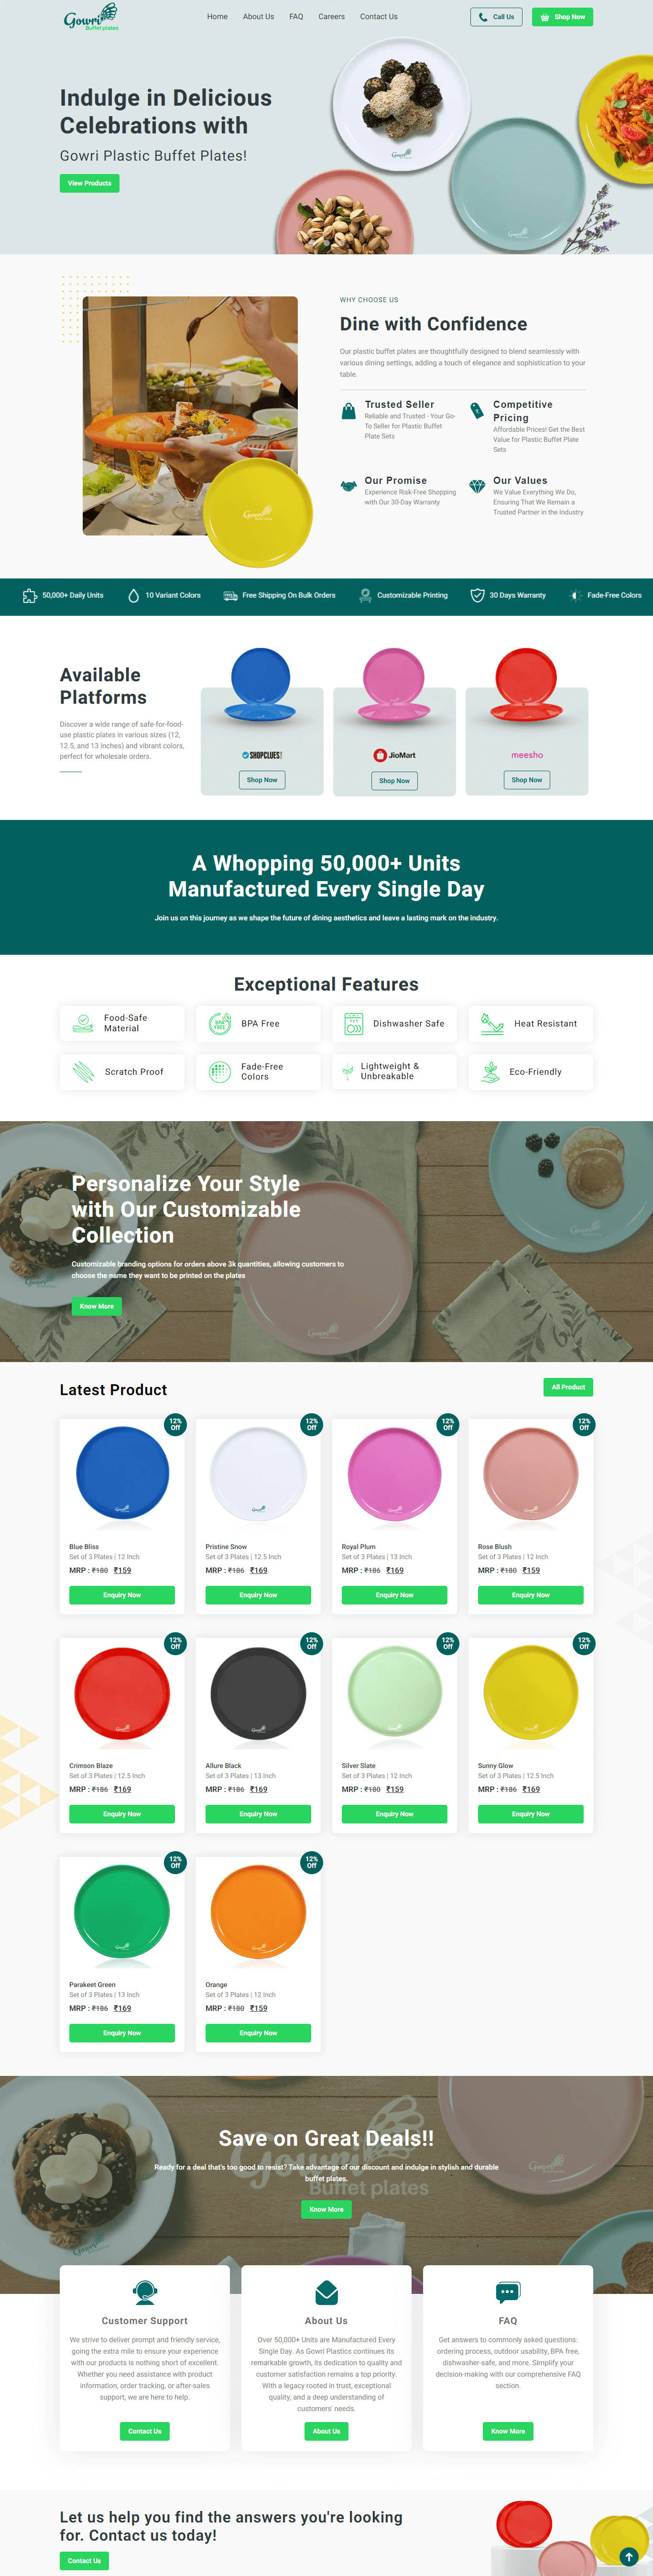 Gowri
Buffet plates
Home
About Us
FAQ
Careers
Contact Us
Call Us
Shop Now
Indulge in Delicious
Celebrations with
Gowri Plastic Buffet Plates!
View Products
WHY CHOOSE US
Dine with Confidence
Our plastic buffet plates are thoughtfully designed to blend seamlessly with
various dining settings, adding a touch of elegance and sophistication to your
table.
Trusted Seller
Reliable and Trusted - Your Go-
To Seller for Plastic Buffet
Plate Sets
Competitive
Pricing
Affordable Prices! Get the Best
Value for Plastic Buffet Plate
Sets
Our Promise
Experience Risk-Free Shopping
with Our 30-Day Warranty
Our Values
We Value Everything We Do,
Ensuring That We Remain a
Trusted Partner in the Industry
50,000+ Daily Units
10 Variant Colors
Free Shipping On Bulk Orders
Customizable Printing
30 Days Warranty
Fade-Free Colors
Available
Platforms
Discover a wide range of safe-for-food-
use plastic plates in various sizes (12,
12.5, and 13 inches) and vibrant colors,
perfect for wholesale orders.
SHOPCLUES
Shop Now
JioMart
Shop Now
meesho
Shop Now
A Whopping 50,000+ Units
Manufactured Every Single Day
Join us on this journey as we shape the future of dining aesthetics and leave a lasting mark on the industry.
Exceptional Features
Food-Safe
Material
BPA FREE
BPA Free
Dishwasher Safe
Heat Resistant
Scratch Proof
Fade-Free
Colors
Lightweight &
Unbreakable
Eco-Friendly
Personalize Your Style
with Our Customizable
Collection
Customizable branding options for orders above 3k quantities, allowing customers to
choose the name they want to be printed on the plates
Know More
Latest Product
All Product
12%
Off
Blue Bliss
Set of 3 Plates | 12 Inch
MRP : ₹180 ₹159
Enquiry Now
12%
Off
Pristine Snow
Set of 3 Plates | 12.5 Inch
MRP : ₹186 ₹169
Enquiry Now
12%
Off
Royal Plum
Set of 3 Plates | 13 Inch
MRP : ₹186 ₹169
Enquiry Now
12%
Off
Rose Blush
Set of 3 Plates | 12 Inch
MRP : ₹180 ₹159
Enquiry Now
12%
Off
Crimson Blaze
Set of 3 Plates | 12.5 Inch
MRP : ₹186 ₹169
Enquiry Now
12%
Off
Allure Black
Set of 3 Plates | 13 Inch
MRP : ₹186 ₹169
Enquiry Now
12%
Off
Silver Slate
Set of 3 Plates | 12 Inch
MRP : ₹180 ₹159
Enquiry Now
12%
Off
Sunny Glow
Set of 3 Plates | 12.5 Inch
MRP : ₹186 ₹169
Enquiry Now
12%
Off
Parakeet Green
Set of 3 Plates | 13 Inch
MRP : ₹186 ₹169
Enquiry Now
12%
Off
Orange
Set of 3 Plates | 12 Inch
MRP : ₹180 ₹159
Enquiry Now
Save on Great Deals!!
Ready for a deal that's too good to resist? Take advantage of our discount and indulge in stylish and durable
buffet plates.
Buffet plates
Know More
Customer Support
We strive to deliver prompt and friendly service,
going the extra mile to ensure your experience
with our products is nothing short of excellent.
Whether you need assistance with product
information, order tracking, or after-sales
support, we are here to help.
Contact Us
About Us
Over 50,000+ Units are Manufactured Every
Single Day. As Gowri Plastics continues its
remarkable growth, its dedication to quality and
customer satisfaction remains a top priority.
With a legacy rooted in trust, exceptional
quality, and a deep understanding of
customers' needs.
About Us
FAQ
Get answers to commonly asked questions:
ordering process, outdoor usability, BPA free,
dishwasher-safe, and more. Simplify your
decision-making with our comprehensive FAQ
section.
Know More
Let us help you find the answers you're looking
for. Contact us today!
Contact Us